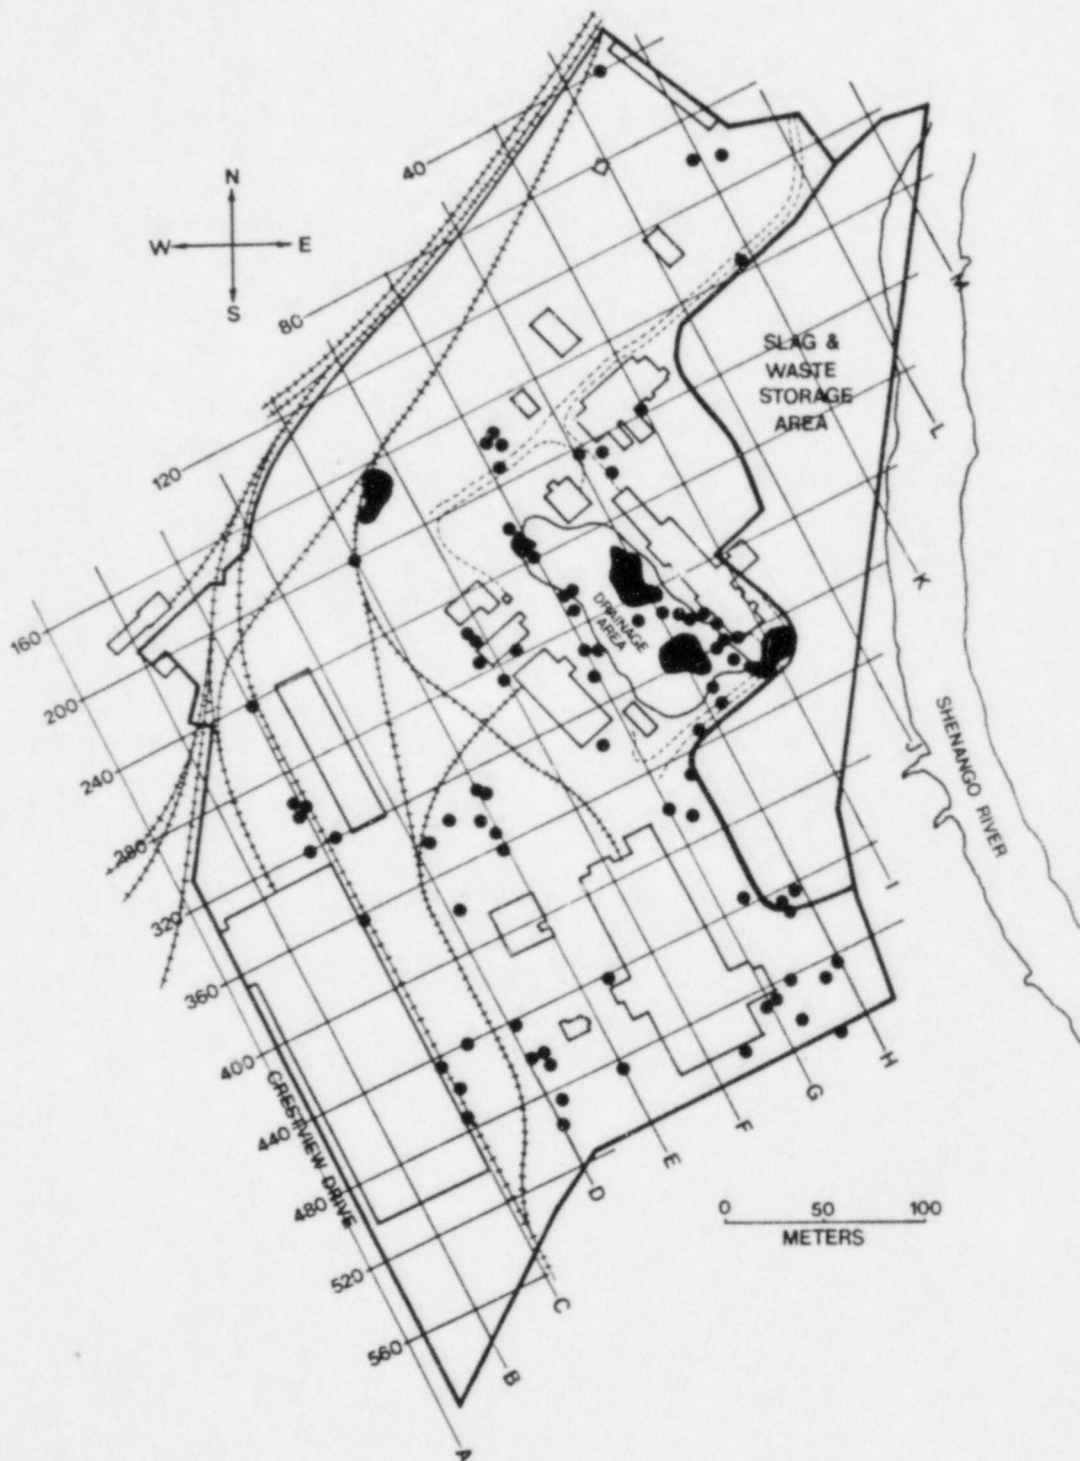 N
W E
S
40
80
120
160
200
240
280
320
360
400
440
480
520
560
SLAG &
WASTE
STORAGE
AREA
DRAINAGE
AREA
SHENANGO RIVER
CRESTVIEW DRIVE
M
L
K
I
H
G
F
E
D
C
B
A
0 50 100
METERS